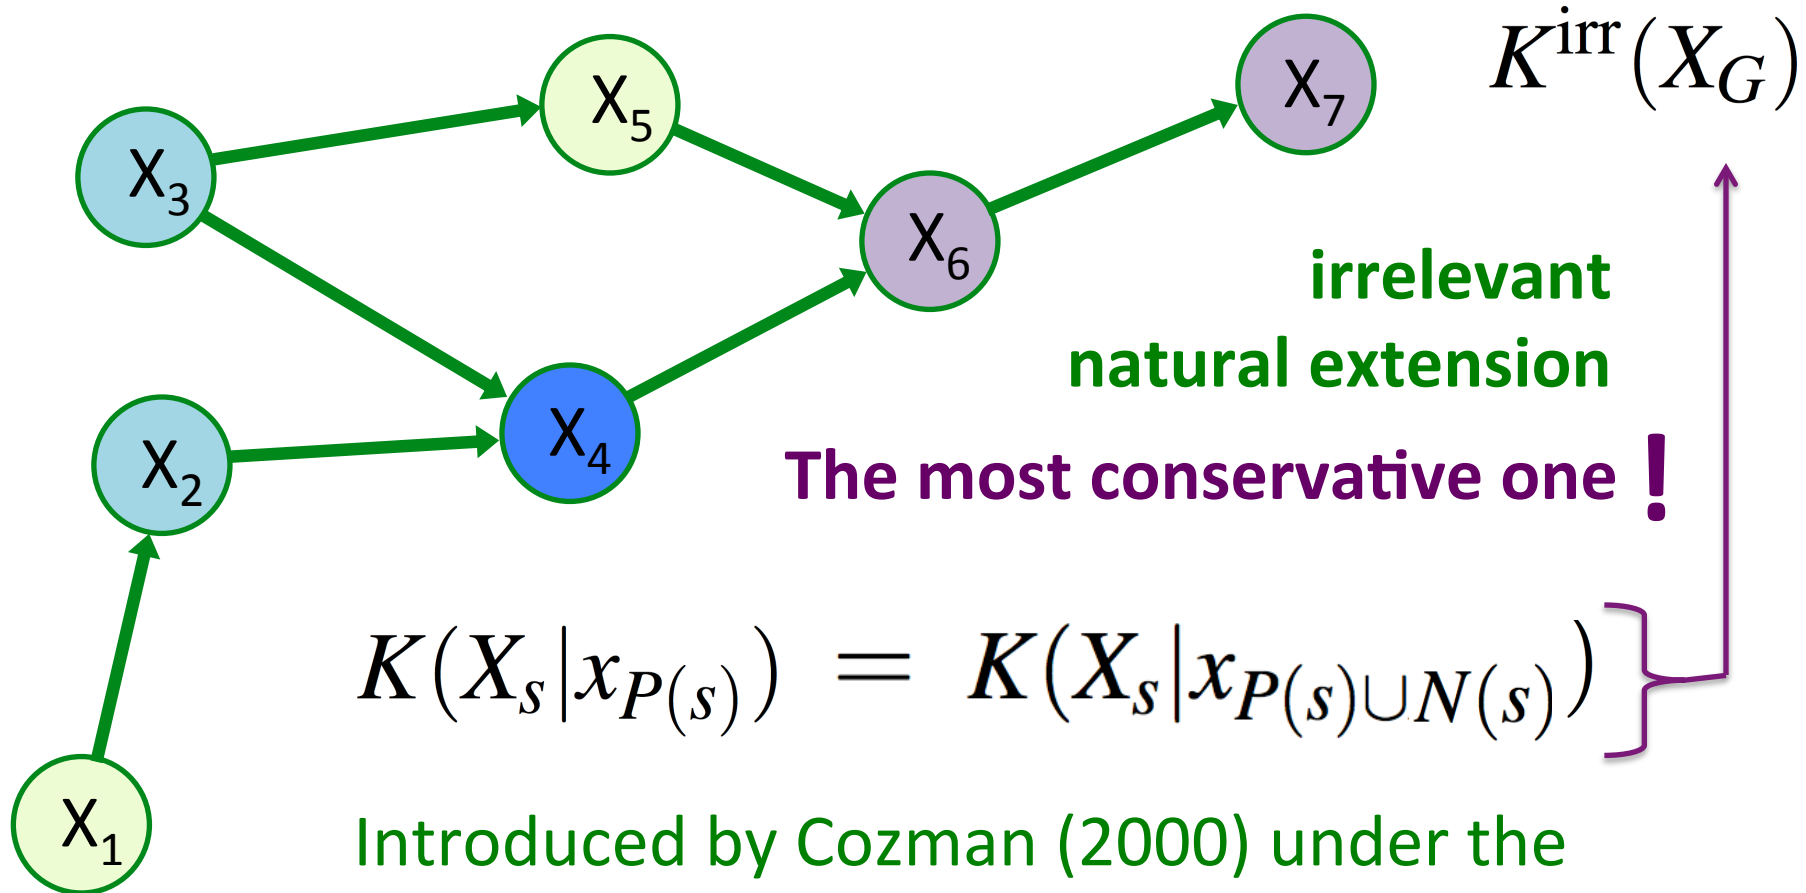 X₃
X₅
X₇
K^irr(X_G)
X₆
irrelevant
natural extension
X₂
X₄
The most conservative one !
K(X_s|x_P(s)) = K(X_s|x_P(s)∪N(s))
X₁
Introduced by Cozman (2000) under the